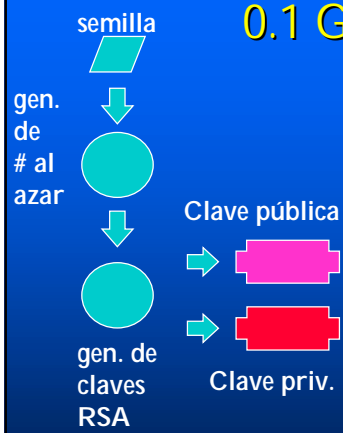 0.1 G
semilla
gen.
de
# al
azar
Clave pública
gen. de
claves
RSA
Clave priv.